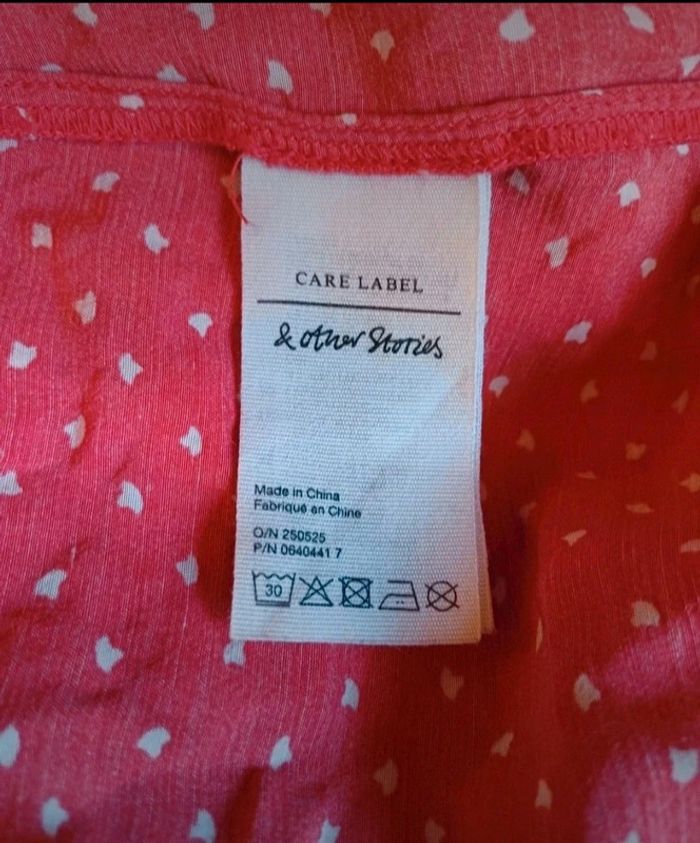 CARE LABEL
& other Stories
Made in China
Fabriqué en Chine
O/N 250525
P/N 0640441 7
30